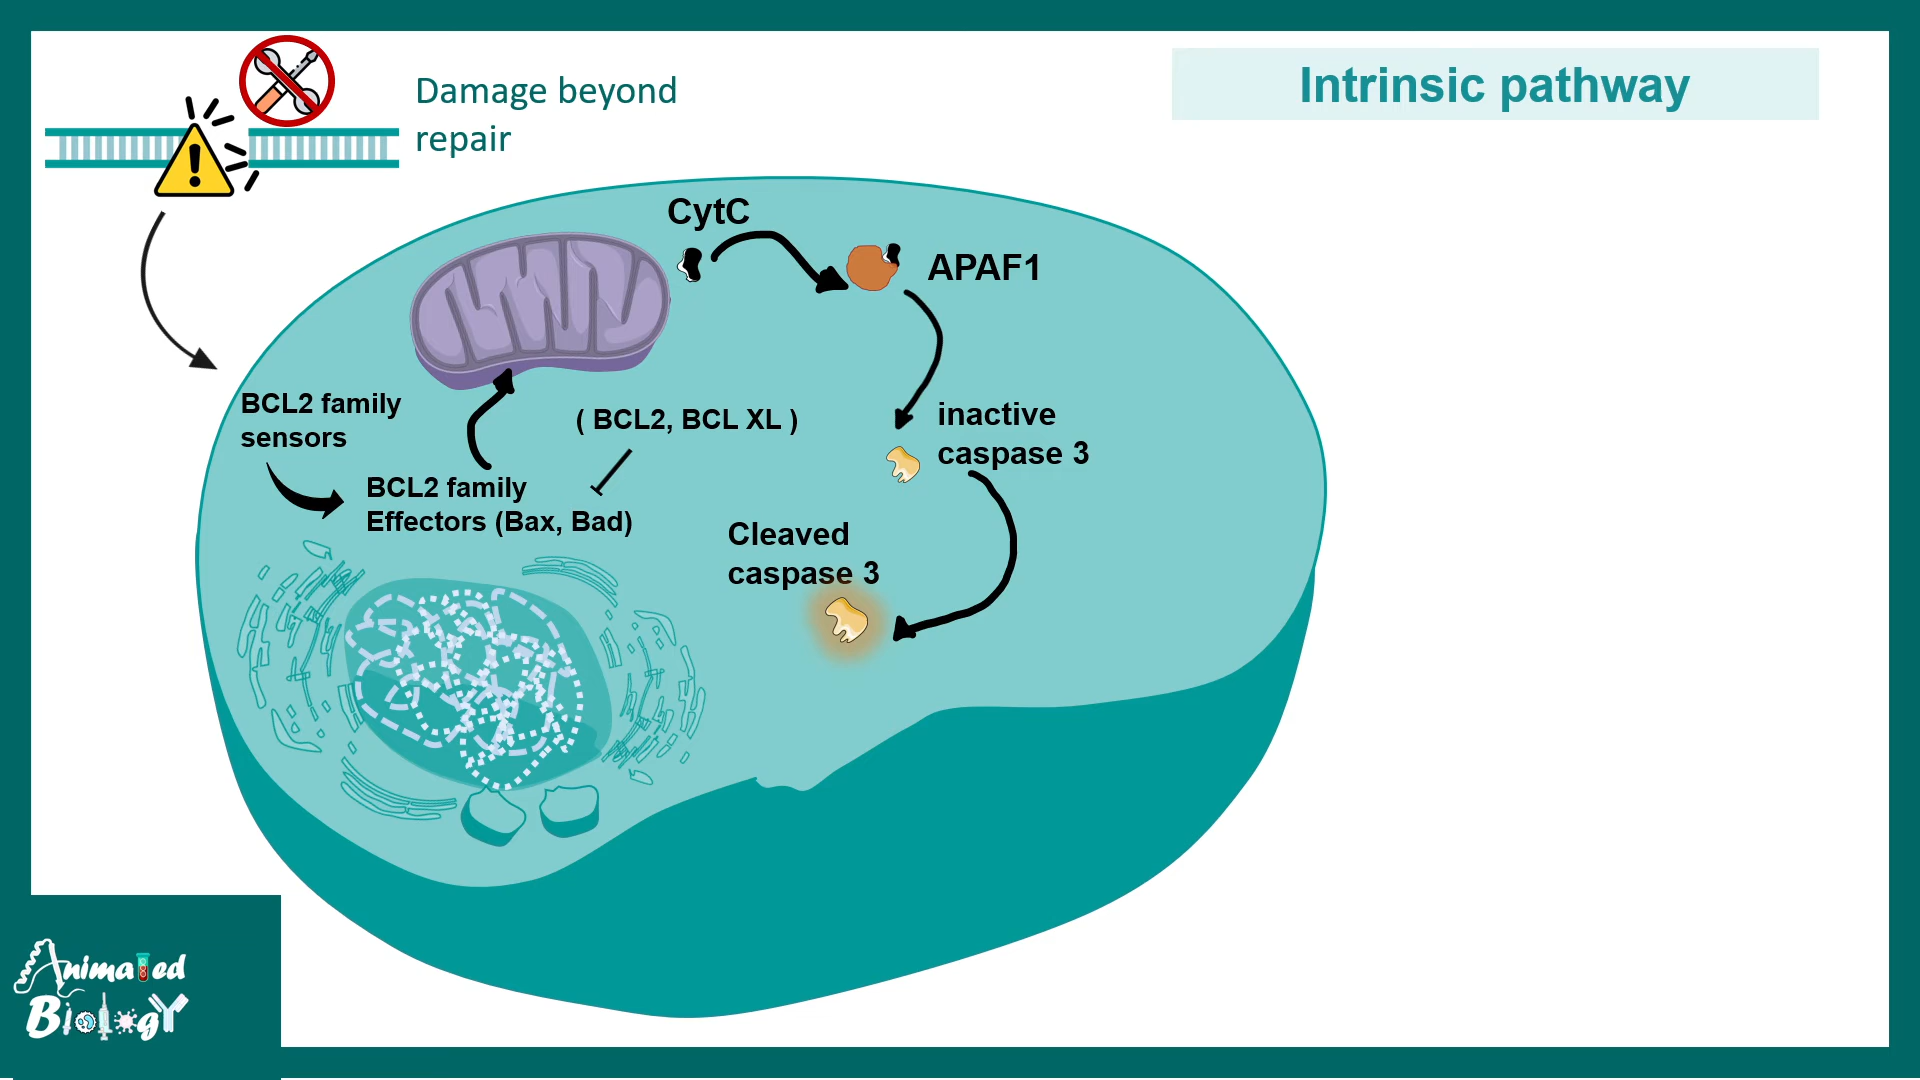 Damage beyond
repair
Intrinsic pathway
CytC
APAF1
BCL2 family
sensors
( BCL2, BCL XL )
inactive
caspase 3
BCL2 family
Effectors (Bax, Bad)
Cleaved
caspase 3
Animated
Biology